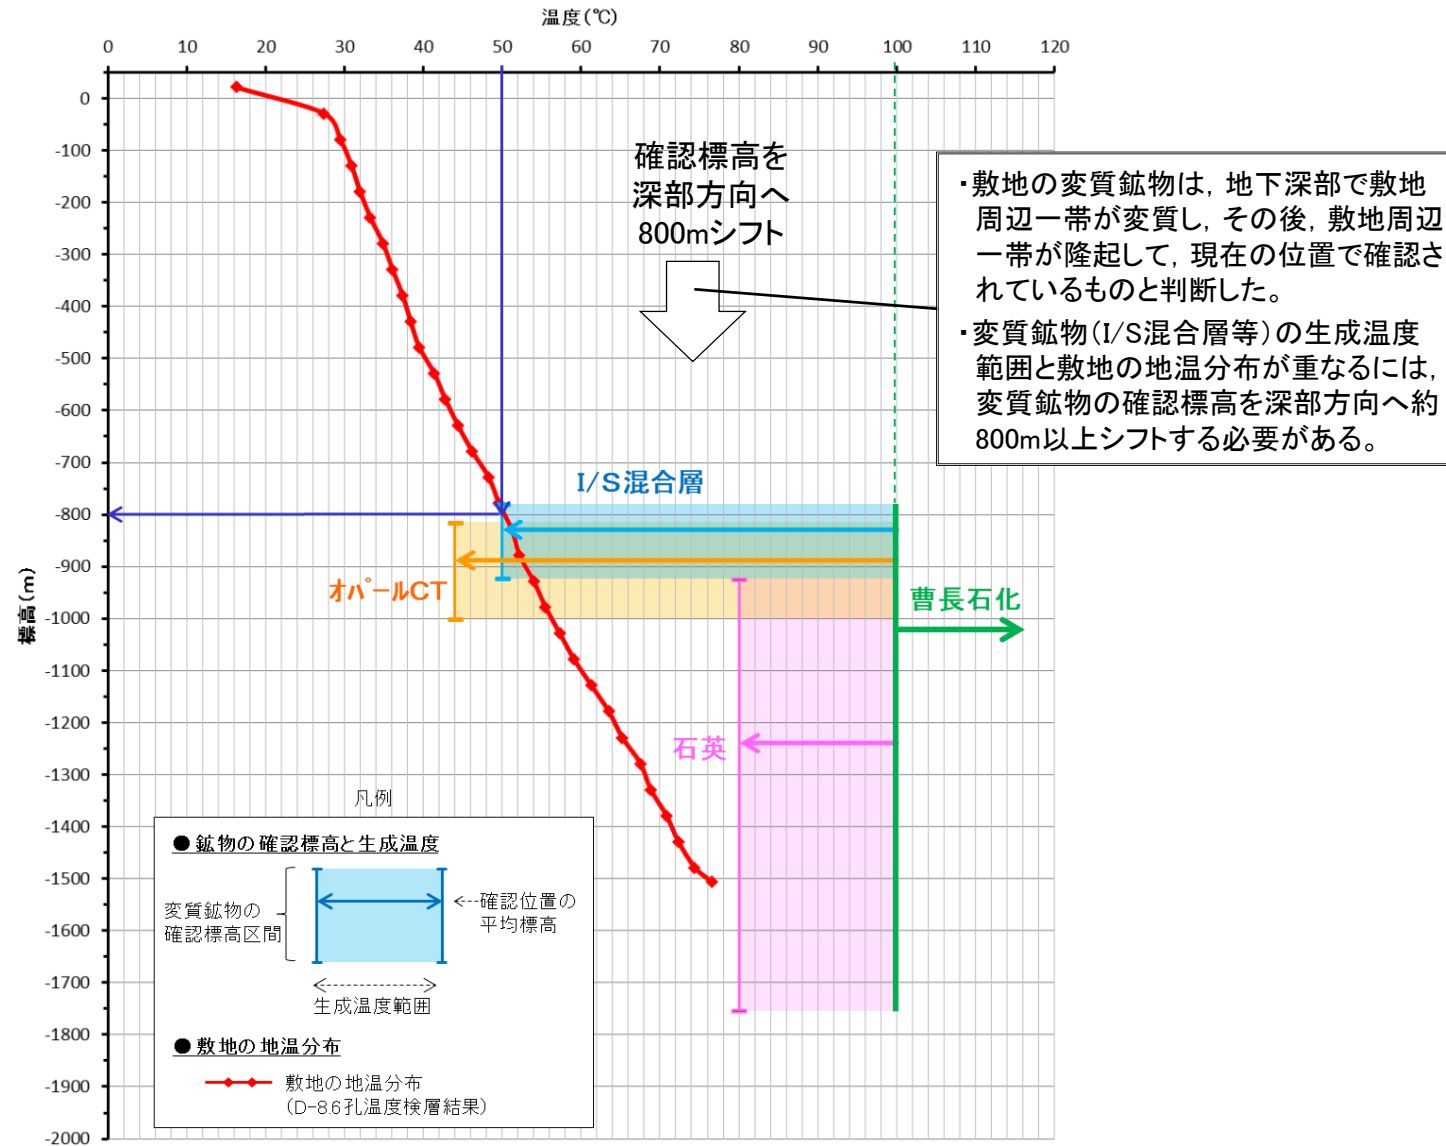 温度(℃)
0 10 20 30 40 50 60 70 80 90 100 110 120
標高(m)
0
-100
-200
-300
-400
-500
-600
-700
-800
-900
-1000
-1100
-1200
-1300
-1400
-1500
-1600
-1700
-1800
-1900
-2000
確認標高を
深部方向へ
800mシフト
・敷地の変質鉱物は，地下深部で敷地
周辺一帯が変質し，その後，敷地周辺
一帯が隆起して，現在の位置で確認さ
れているものと判断した。
・変質鉱物(I/S混合層等)の生成温度
範囲と敷地の地温分布が重なるには，
変質鉱物の確認標高を深部方向へ約
800m以上シフトする必要がある。
I/S混合層
オパールCT
曹長石化
石英
凡例
●鉱物の確認標高と生成温度
変質鉱物の
確認標高区間
確認位置の
平均標高
生成温度範囲
●敷地の地温分布
敷地の地温分布
(D-8.6孔温度検層結果)